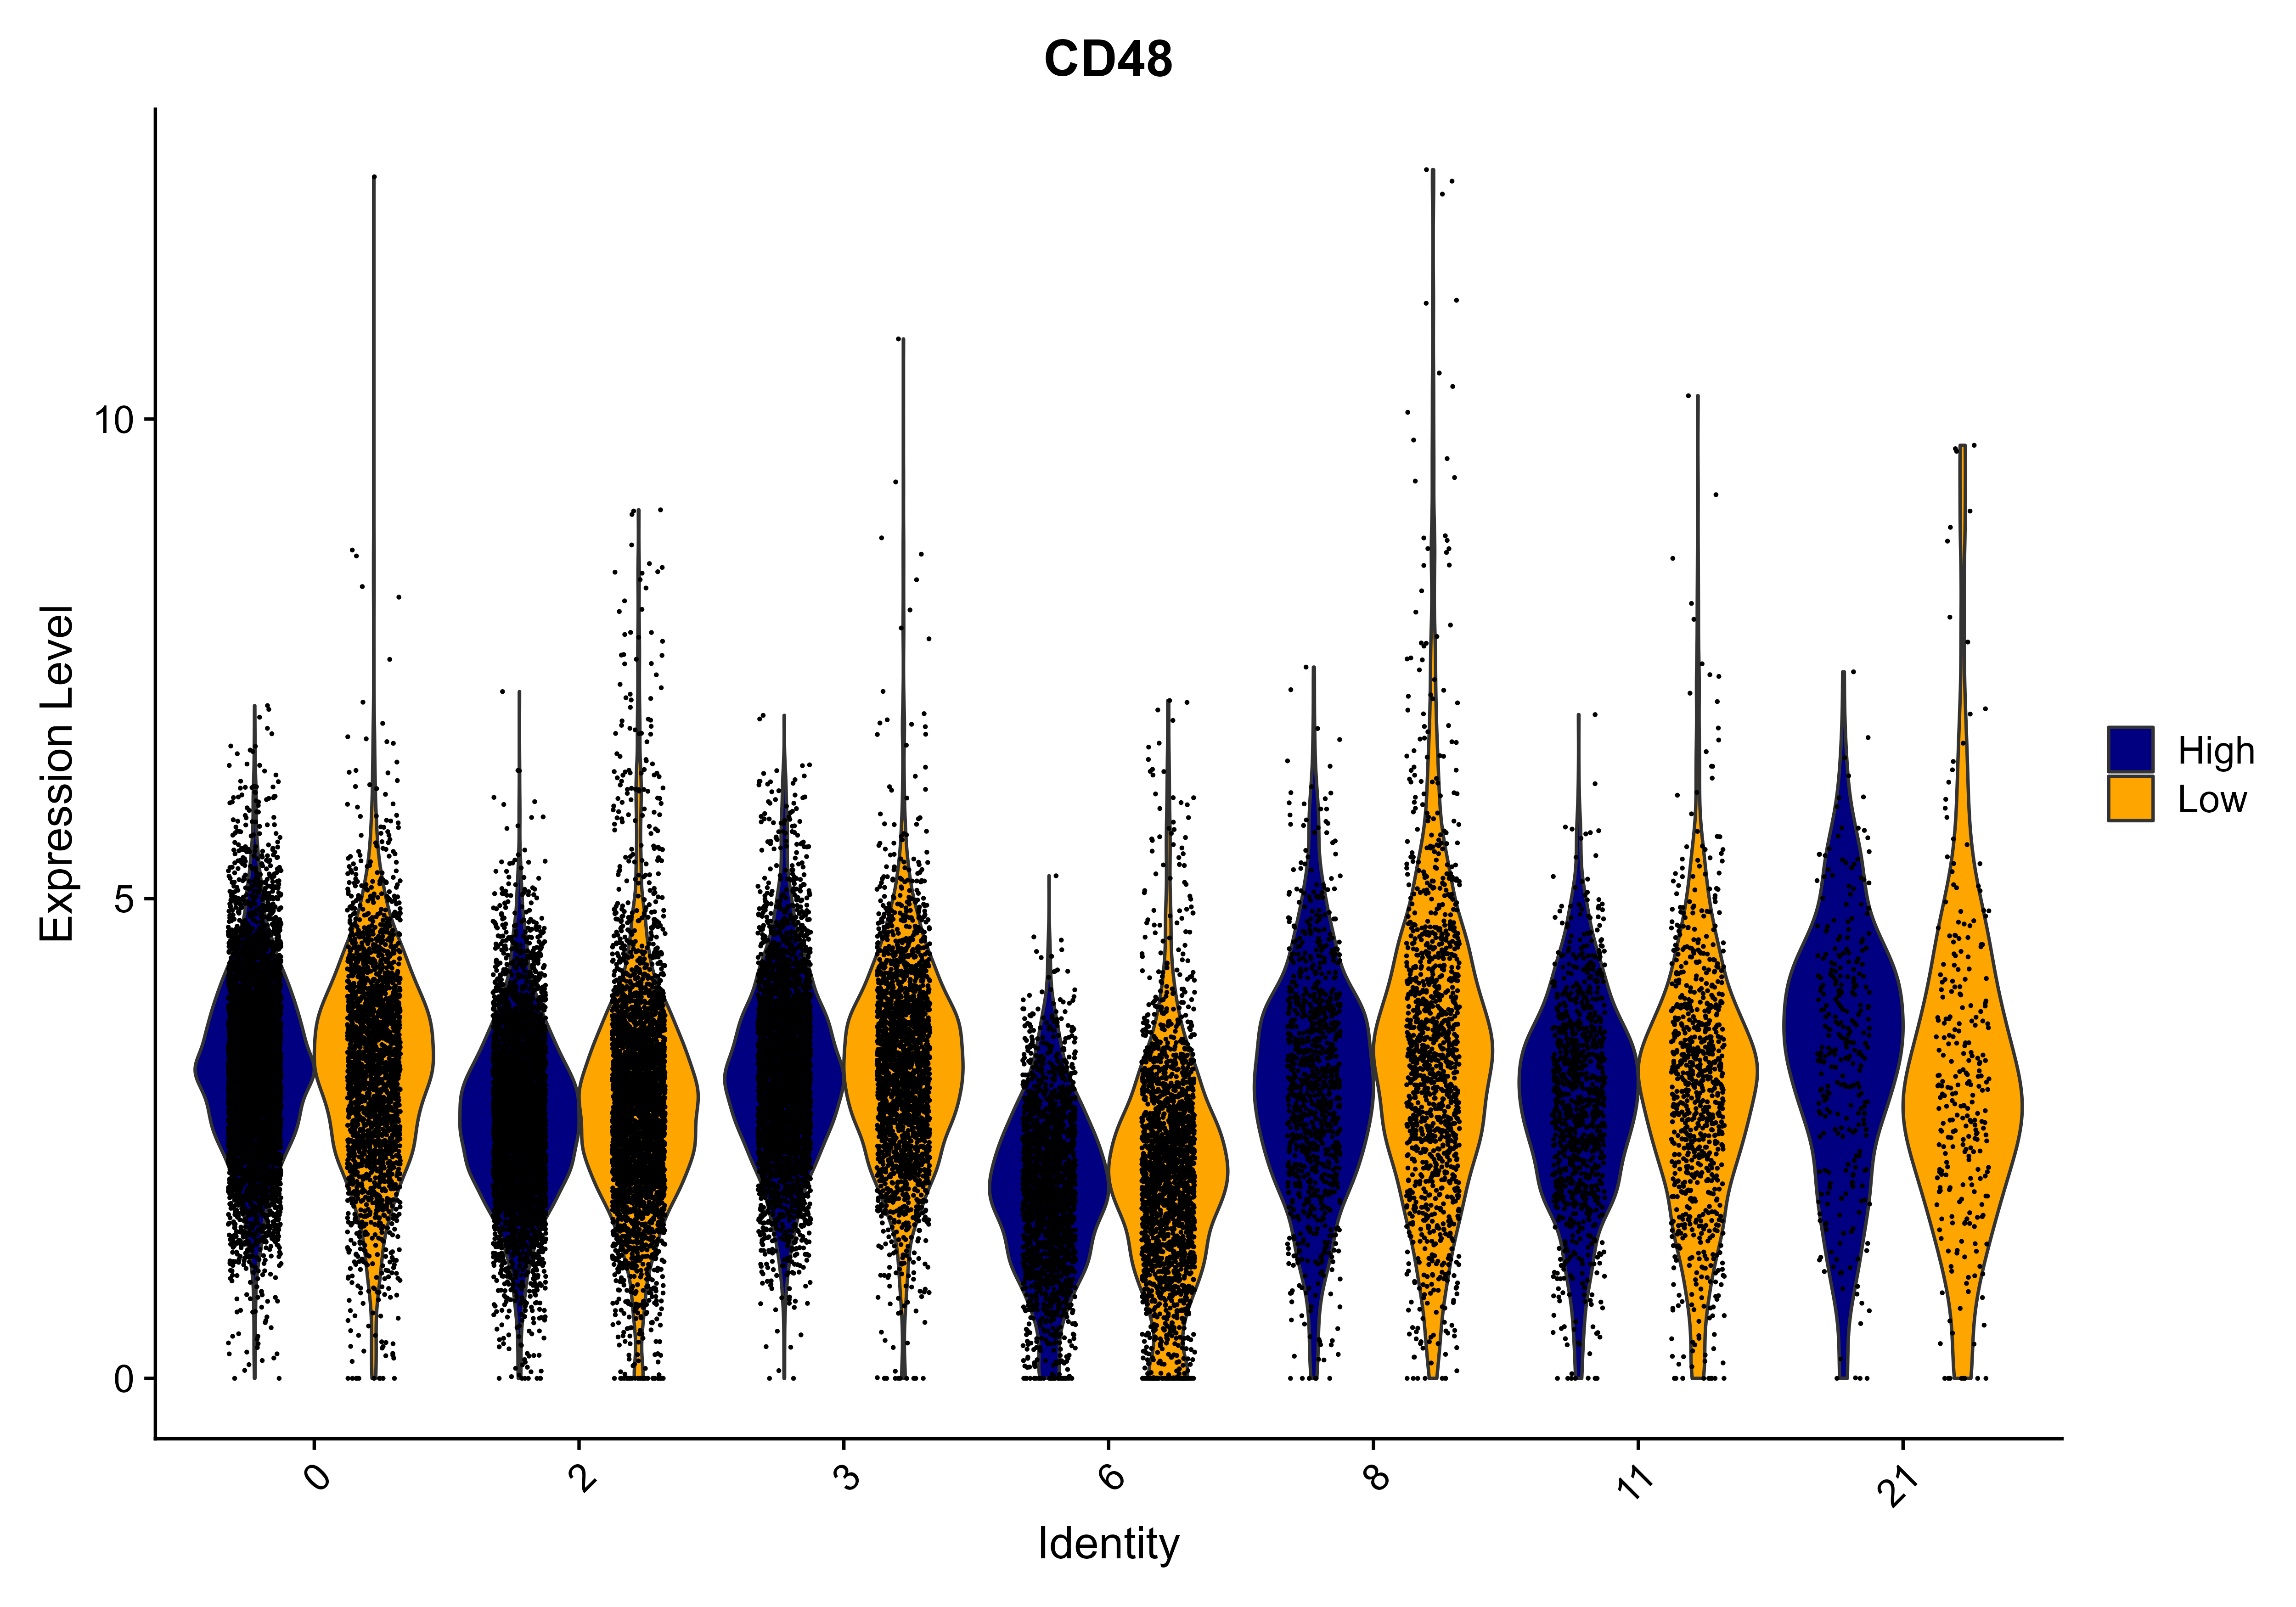 CD48
Expression Level
10
5
0
0 2 3 6 8 11 21
Identity
High
Low